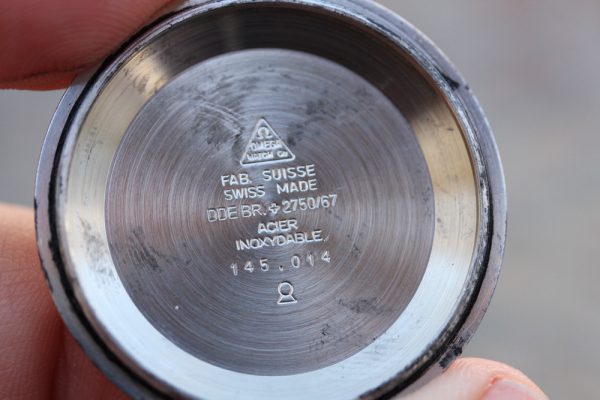 Ω
OMEGA
WATCH Co
FAB. SUISSE
SWISS MADE
DDE BR. + 2750/67
ACIER
INOXYDABLE
145.014